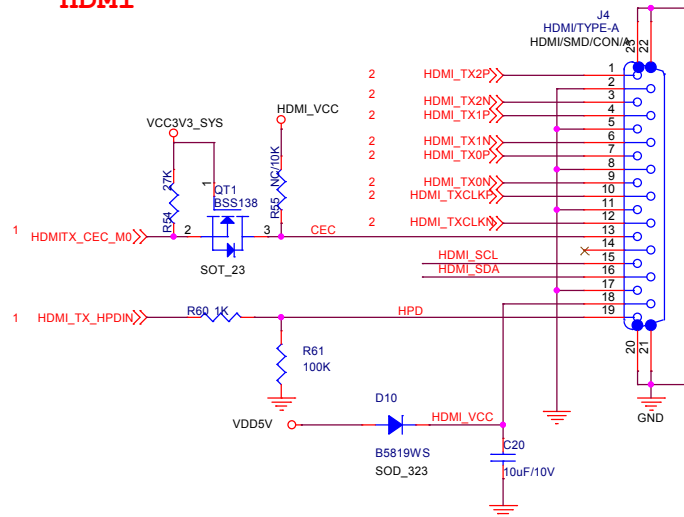 HDMI
J4
HDMI/TYPE-A
HDMI/SMD/CON/A
23
22
2 HDMI_TX2P 1
2
2 HDMI_TX2N 3
2 HDMI_TX1P 4
5
2 HDMI_TX1N 6
2 HDMI_TX0P 7
8
2 HDMI_TX0N 9
2 HDMI_TXCLKP 10
11
2 HDMI_TXCLKN 12
VCC3V3_SYS
HDMI_VCC
R54 27K
1
QT1
BSS138
R55 NC/10K
1 HDMITX_CEC_M0 2 3 CEC 13
SOT_23
14
HDMI_SCL 15
HDMI_SDA 16
17
18
1 HDMI_TX_HPDIN R60 1K HPD 19
R61
100K
20
21
GND
D10
VDD5V
HDMI_VCC
B5819WS
SOD_323
C20
10uF/10V